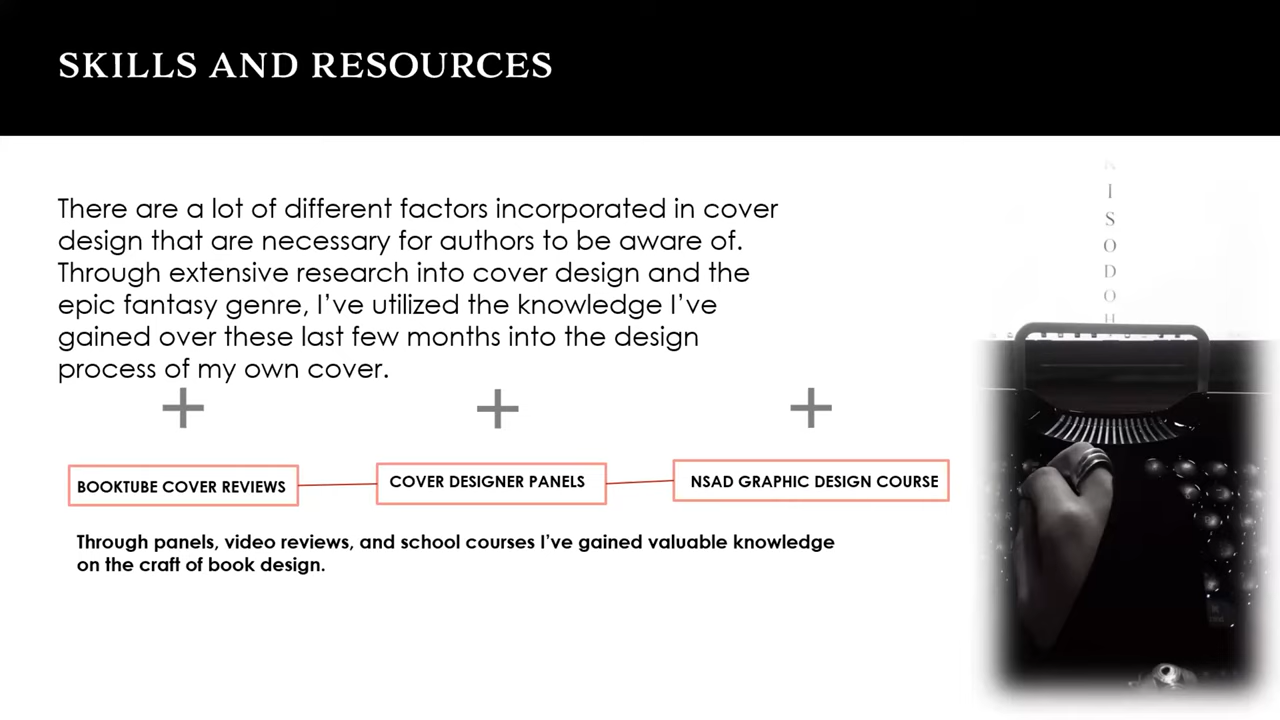 SKILLS AND RESOURCES
There are a lot of different factors incorporated in cover
design that are necessary for authors to be aware of.
Through extensive research into cover design and the
epic fantasy genre, I’ve utilized the knowledge I’ve
gained over these last few months into the design
process of my own cover.
+ + +
BOOKTUBE COVER REVIEWS
COVER DESIGNER PANELS
NSAD GRAPHIC DESIGN COURSE
Through panels, video reviews, and school courses I’ve gained valuable knowledge
on the craft of book design.
I
S
O
D
O